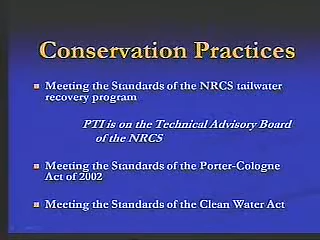 Conservation Practices
Meeting the Standards of the NRCS tailwater
recovery program
PTI is on the Technical Advisory Board
of the NRCS
Meeting the Standards of the Porter-Cologne
Act of 2002
Meeting the Standards of the Clean Water Act